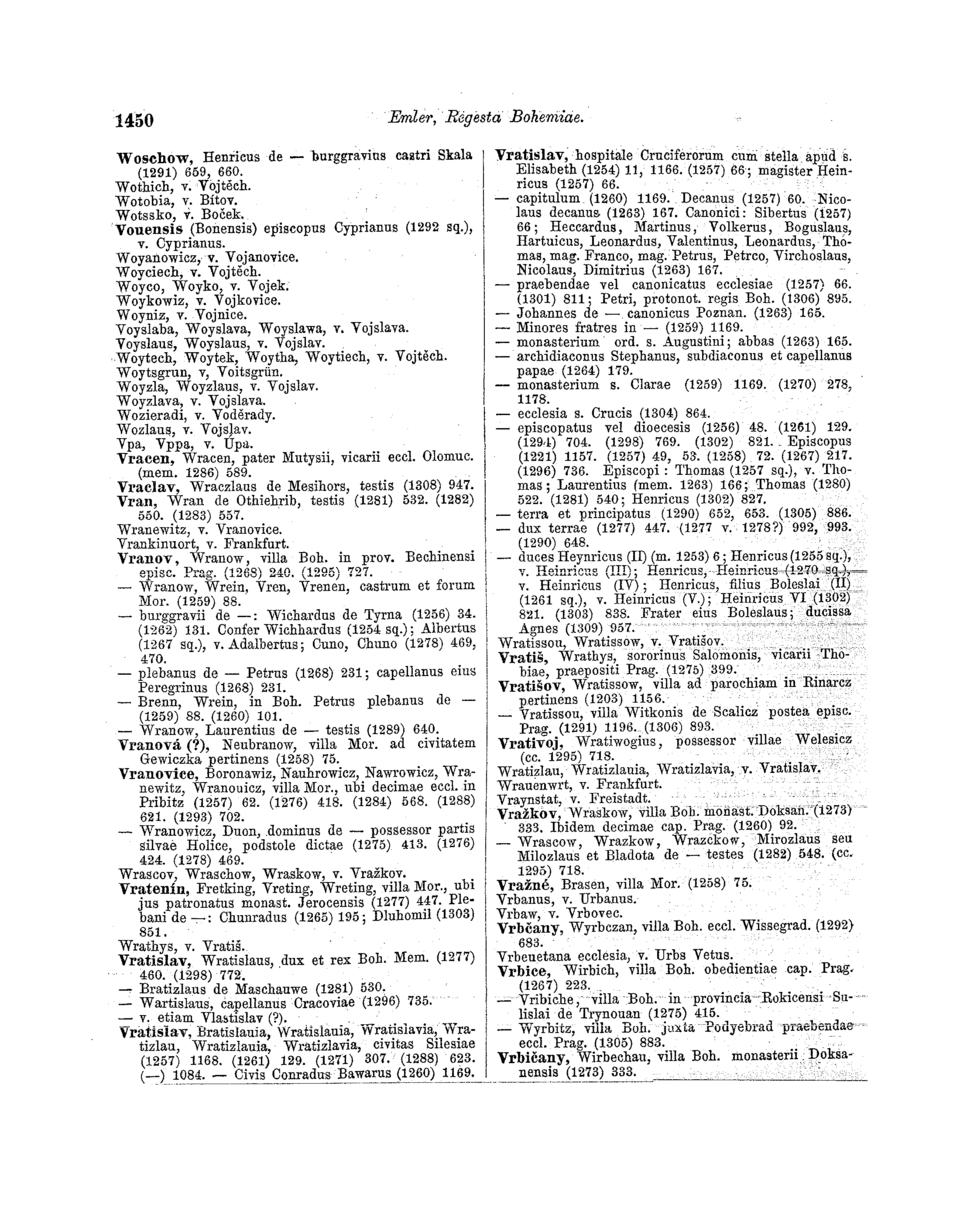 1450
Emler, Regesta Bohemiae.
Woschow, Henricus de — burggravius castri Skala
(1291) 659, 660.
Wothich, v. Vojtěch.
Wotobia, v. Bítov.
Wotssko, v. Boček.
Vouensis (Bonensis) episcopus Cyprianus (1292 sq.),
v. Cyprianus.
Woyanowicz, v. Vojanovice.
Woyciech, v. Vojtěch.
Woyco, Woyko, v. Vojek.
Woykowiz, v. Vojkovice.
Woyniz, v. Vojnice.
Voyslaba, Woyslava, Woyslawa, v. Vojslava.
Voyslaus, Woyslaus, v. Vojslav.
Woytech, Woytek, Woytha, Woytiech, v. Vojtěch.
Woytsgrun, v, Voitsgrün.
Woyzla, Woyzlaus, v. Vojslav.
Woyzlava, v. Vojslava.
Wozieradi, v. Voděrady.
Wozlaus, v. Vojslav.
Vpa, Vppa, v. Úpa.
Vracen, Wracen, pater Mutysii, vicarii eccl. Olomuc.
(mem. 1286) 589.
Vraclav, Wraczlaus de Mesihors, testis (1308) 947.
Vran, Wran de Othiehrib, testis (1281) 532. (1282)
550. (1283) 557.
Wranewitz, v. Vranovice.
Vrankinuort, v. Frankfurt.
Vranov, Wranow, villa Boh. in prov. Bechinensi
episc. Prag. (1268) 240. (1295) 727.
— Wranow, Wrein, Vren, Vrenen, castrum et forum
Mor. (1259) 88.
— burggravii de —: Wichardus de Tyrna (1256) 34.
(1262) 131. Confer Wichhardus (1254 sq.); Albertus
(1267 sq.), v. Adalbertus; Cuno, Chuno (1278) 469,
470.
— plebanus de — Petrus (1268) 231; capellanus eius
Peregrinus (1268) 231.
— Brenn, Wrein, in Boh. Petrus plebanus de —
(1259) 88. (1260) 101.
— Wranow, Laurentius de — testis (1289) 640.
Vranová (?), Neubranow, villa Mor. ad civitatem
Gewiczka pertinens (1258) 75.
Vranovice, Boronawiz, Nauhrowicz, Nawrowicz, Wra-
newitz, Wranouicz, villa Mor., ubi decimae eccl. in
Pribitz (1257) 62. (1276) 418. (1284) 568. (1288)
621. (1293) 702.
— Wranowicz, Duon, dominus de — possessor partis
silvae Holice, podstole dictae (1275) 413. (1276)
424. (1278) 469.
Wrascov, Wraschow, Wraskow, v. Vražkov.
Vratenín, Fretking, Vreting, Wreting, villa Mor., ubi
jus patronatus monast. Jerocensis (1277) 447. Ple-
bani de —: Chunradus (1265) 195; Dluhomil (1303)
851.
Wrathys, v. Vratiš.
Vratislav, Wratislaus, dux et rex Boh. Mem. (1277)
460. (1298) 772.
— Bratizlaus de Maschauwe (1281) 530.
— Wartislaus, capellanus Cracoviae (1296) 735.
— v. etiam Vlastislav (?).
Vratislav, Bratislauia, Wratislauia, Wratislavia, Wra-
tizlau, Wratizlauia, Wratizlavia, civitas Silesiae
(1257) 1168. (1261) 129. (1271) 307. (1288) 623.
(—) 1084. — Civis Conradus Bawarus (1260) 1169.
Vratislav, hospitale Cruciferorum cum stella apud s.
Elisabeth (1254) 11, 1166. (1257) 66; magister Hein-
ricus (1257) 66.
— capitulum (1260) 1169. Decanus (1257) 60. Nico-
laus decanus (1263) 167. Canonici: Sibertus (1257)
66; Heccardus, Martinus, Volkerus, Boguslaus,
Hartuicus, Leonardus, Valentinus, Leonardus, Tho-
mas, mag. Franco, mag. Petrus, Petrco, Virchoslaus,
Nicolaus, Dimitrius (1263) 167.
— praebendae vel canonicatus ecclesiae (1257) 66.
(1301) 811; Petri, protonot. regis Boh. (1306) 895.
— Johannes de — canonicus Poznan. (1263) 165.
— Minores fratres in — (1259) 1169.
— monasterium ord. s. Augustini; abbas (1263) 165.
— archidiaconus Stephanus, subdiaconus et capellanus
papae (1264) 179.
— monasterium s. Clarae (1259) 1169. (1270) 278,
1178.
— ecclesia s. Crucis (1304) 864.
— episcopatus vel dioecesis (1256) 48. (1261) 129.
(1294) 704. (1298) 769. (1302) 821. Episcopus
(1221) 1157. (1257) 49, 53. (1258) 72. (1267) 217.
(1296) 736. Episcopi: Thomas (1257 sq.), v. Tho-
mas; Laurentius (mem. 1263) 166; Thomas (1280)
522. (1281) 540; Henricus (1302) 827.
— terra et principatus (1290) 652, 653. (1305) 886.
— dux terrae (1277) 447. (1277 v. 1278?) 992, 993.
(1290) 648.
— duces Heynricus (II) (m. 1253) 6; Henricus (1255 sq.),
v. Heinricus (III); Henricus, Heinricus (1270 sq.),
v. Heinricus (IV); Henricus, filius Boleslai (II)
(1261 sq.), v. Heinricus (V.); Heinricus VI (1302)
821. (1303) 838. Frater eius Boleslaus; ducissa
Agnes (1309) 957.
Wratissou, Wratissow, v. Vratišov.
Vratiš, Wrathys, sororinus Salomonis, vicarii Tho-
biae, praepositi Prag. (1275) 399.
Vratišov, Wratissow, villa ad parochiam in Rinarcz
pertinens (1203) 1156.
— Vratissou, villa Witkonis de Scalicz postea episc.
Prag. (1291) 1196. (1306) 893.
Vrativoj, Wratiwogius, possessor villae Welesicz
(cc. 1295) 718.
Wratizlau, Wratizlauia, Wratizlavia, v. Vratislav.
Wrauenwrt, v. Frankfurt.
Vraynstat, v. Freistadt.
Vražkov, Wraskow, villa Boh. monast. Doksan. (1273)
333. Ibidem decimae cap. Prag. (1260) 92.
— Wrascow, Wrazkow, Wrazckow, Mirozlaus seu
Milozlaus et Bladota de — testes (1282) 548. (cc.
1295) 718.
Vražné, Brasen, villa Mor. (1258) 75.
Vrbanus, v. Urbanus.
Vrbaw, v. Vrbovec.
Vrbčany, Wyrbczan, villa Boh. eccl. Wissegrad. (1292)
683.
Vrbeuetana ecclesia, v. Urbs Vetus.
Vrbice, Wirbich, villa Boh. obedientiae cap. Prag.
(1267) 223.
— Vribiche, villa Boh. in provincia Rokicensi Su-
lislai de Trynouan (1275) 415.
— Wyrbitz, villa Boh. juxta Podyebrad praebendae
eccl. Prag. (1305) 883.
Vrbičany, Wirbechau, villa Boh. monasterii Doksa-
nensis (1273) 333.